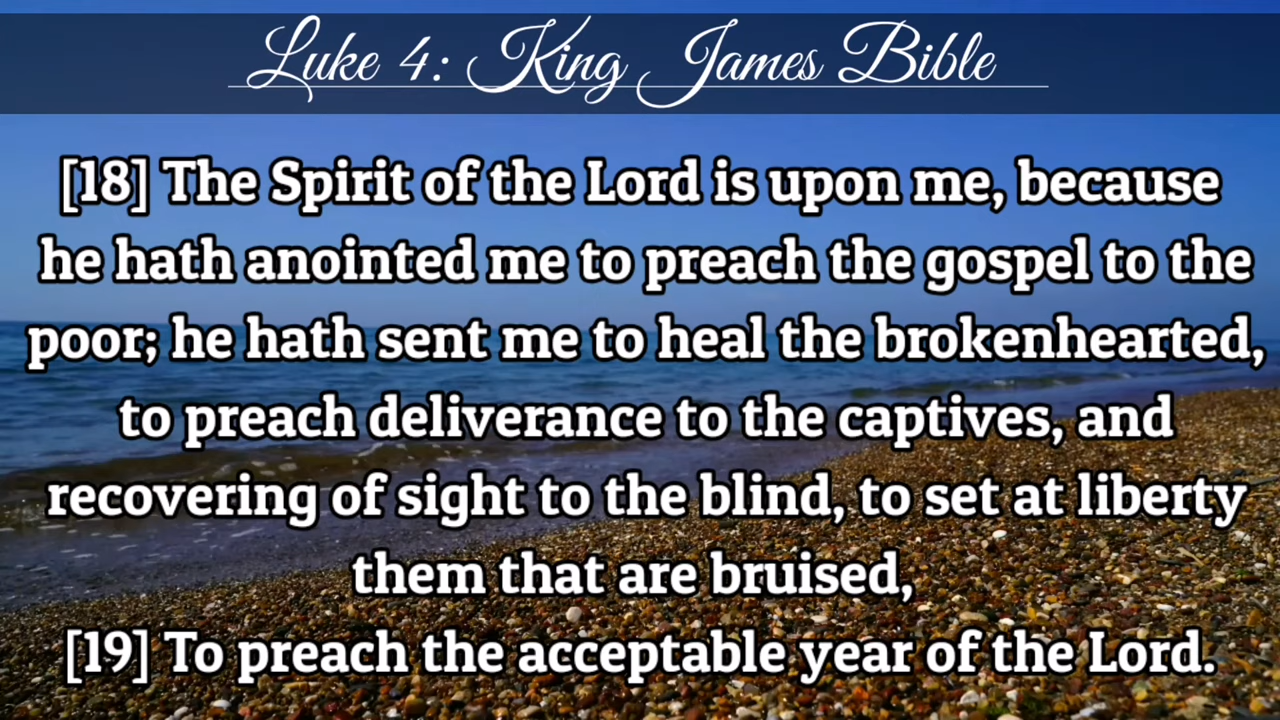 Luke 4: King James Bible
[18] The Spirit of the Lord is upon me, because
he hath anointed me to preach the gospel to the
poor; he hath sent me to heal the brokenhearted,
to preach deliverance to the captives, and
recovering of sight to the blind, to set at liberty
them that are bruised,
[19] To preach the acceptable year of the Lord.